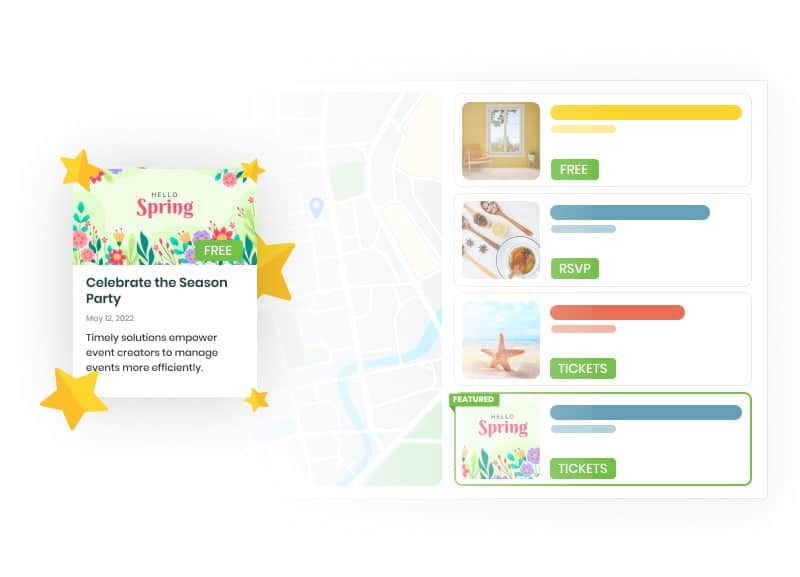 HELLO
Spring
FREE
Celebrate the Season
Party
May 12, 2022
Timely solutions empower
event creators to manage
events more efficiently.
FREE
RSVP
TICKETS
FEATURED
HELLO
Spring
TICKETS